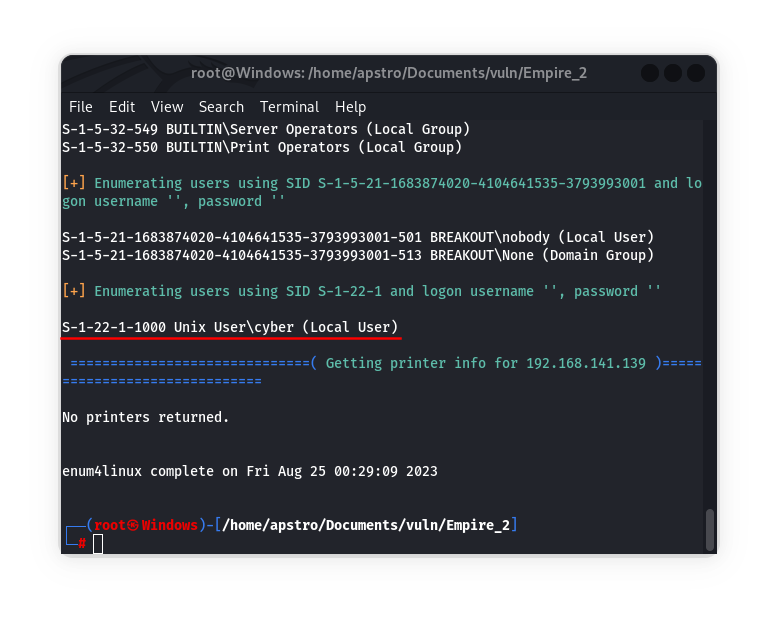 root@Windows: /home/apstro/Documents/vuln/Empire_2
File Edit View Search Terminal Help
S-1-5-32-549 BUILTIN\Server Operators (Local Group)
S-1-5-32-550 BUILTIN\Print Operators (Local Group)
[+] Enumerating users using SID S-1-5-21-1683874020-4104641535-3793993001 and lo
gon username '', password ''
S-1-5-21-1683874020-4104641535-3793993001-501 BREAKOUT\nobody (Local User)
S-1-5-21-1683874020-4104641535-3793993001-513 BREAKOUT\None (Domain Group)
[+] Enumerating users using SID S-1-22-1 and logon username '', password ''
S-1-22-1-1000 Unix User\cyber (Local User)
==============================( Getting printer info for 192.168.141.139 )=====
=========================
No printers returned.
enum4linux complete on Fri Aug 25 00:29:09 2023
┌──(root㉿Windows)-[/home/apstro/Documents/vuln/Empire_2]
└─#